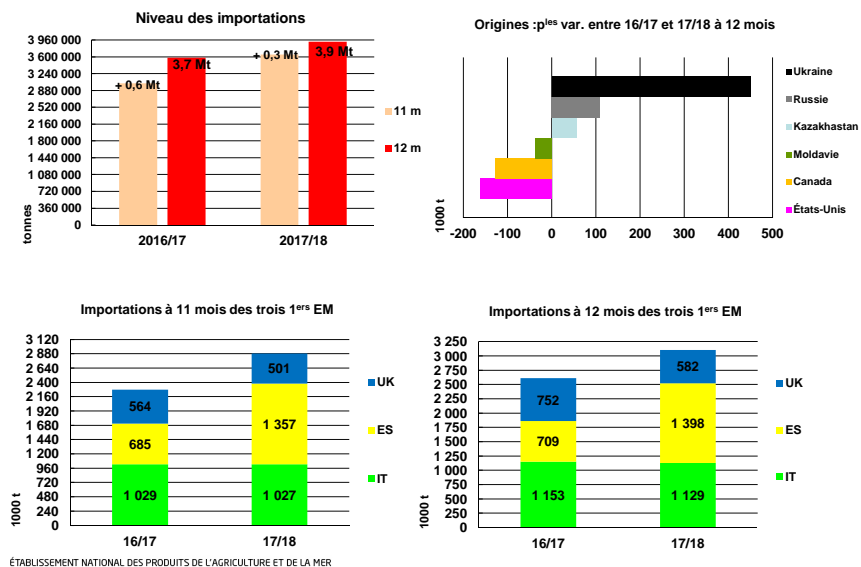 Niveau des importations
3 960 000
3 600 000
3 240 000
2 880 000
2 520 000
2 160 000
1 800 000
1 440 000
1 080 000
720 000
360 000
0
tonnes
+ 0,6 Mt
3,7 Mt
+ 0,3 Mt
3,9 Mt
2016/17
2017/18
11 m
12 m
Origines :ples var. entre 16/17 et 17/18 à 12 mois
1000 t
-200 -100 0 100 200 300 400 500
Ukraine
Russie
Kazakhastan
Moldavie
Canada
États-Unis
Importations à 11 mois des trois 1ers EM
3 120
2 880
2 640
2 400
2 160
1 920
1 680
1 440
1 200
960
720
480
240
0
1000 t
564
685
1 029
501
1 357
1 027
16/17
17/18
UK
ES
IT
Importations à 12 mois des trois 1ers EM
3 250
3 000
2 750
2 500
2 250
2 000
1 750
1 500
1 250
1 000
750
500
250
0
1000 t
752
709
1 153
582
1 398
1 129
16/17
17/18
UK
ES
IT
ÉTABLISSEMENT NATIONAL DES PRODUITS DE L'AGRICULTURE ET DE LA MER